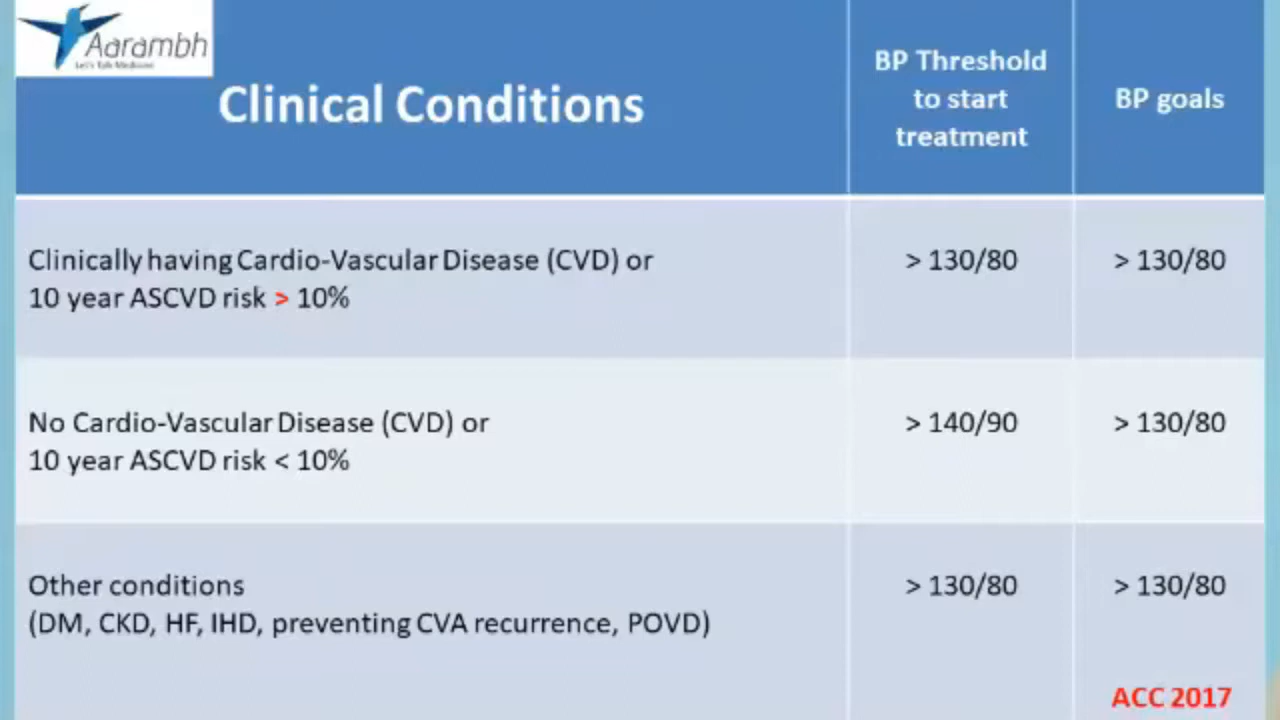 Aarambh
Let's Talk Medicine
Clinical Conditions
BP Threshold
to start
treatment
BP goals
Clinically having Cardio-Vascular Disease (CVD) or
10 year ASCVD risk > 10%
> 130/80
> 130/80
No Cardio-Vascular Disease (CVD) or
10 year ASCVD risk < 10%
> 140/90
> 130/80
Other conditions
(DM, CKD, HF, IHD, preventing CVA recurrence, POVD)
> 130/80
> 130/80
ACC 2017